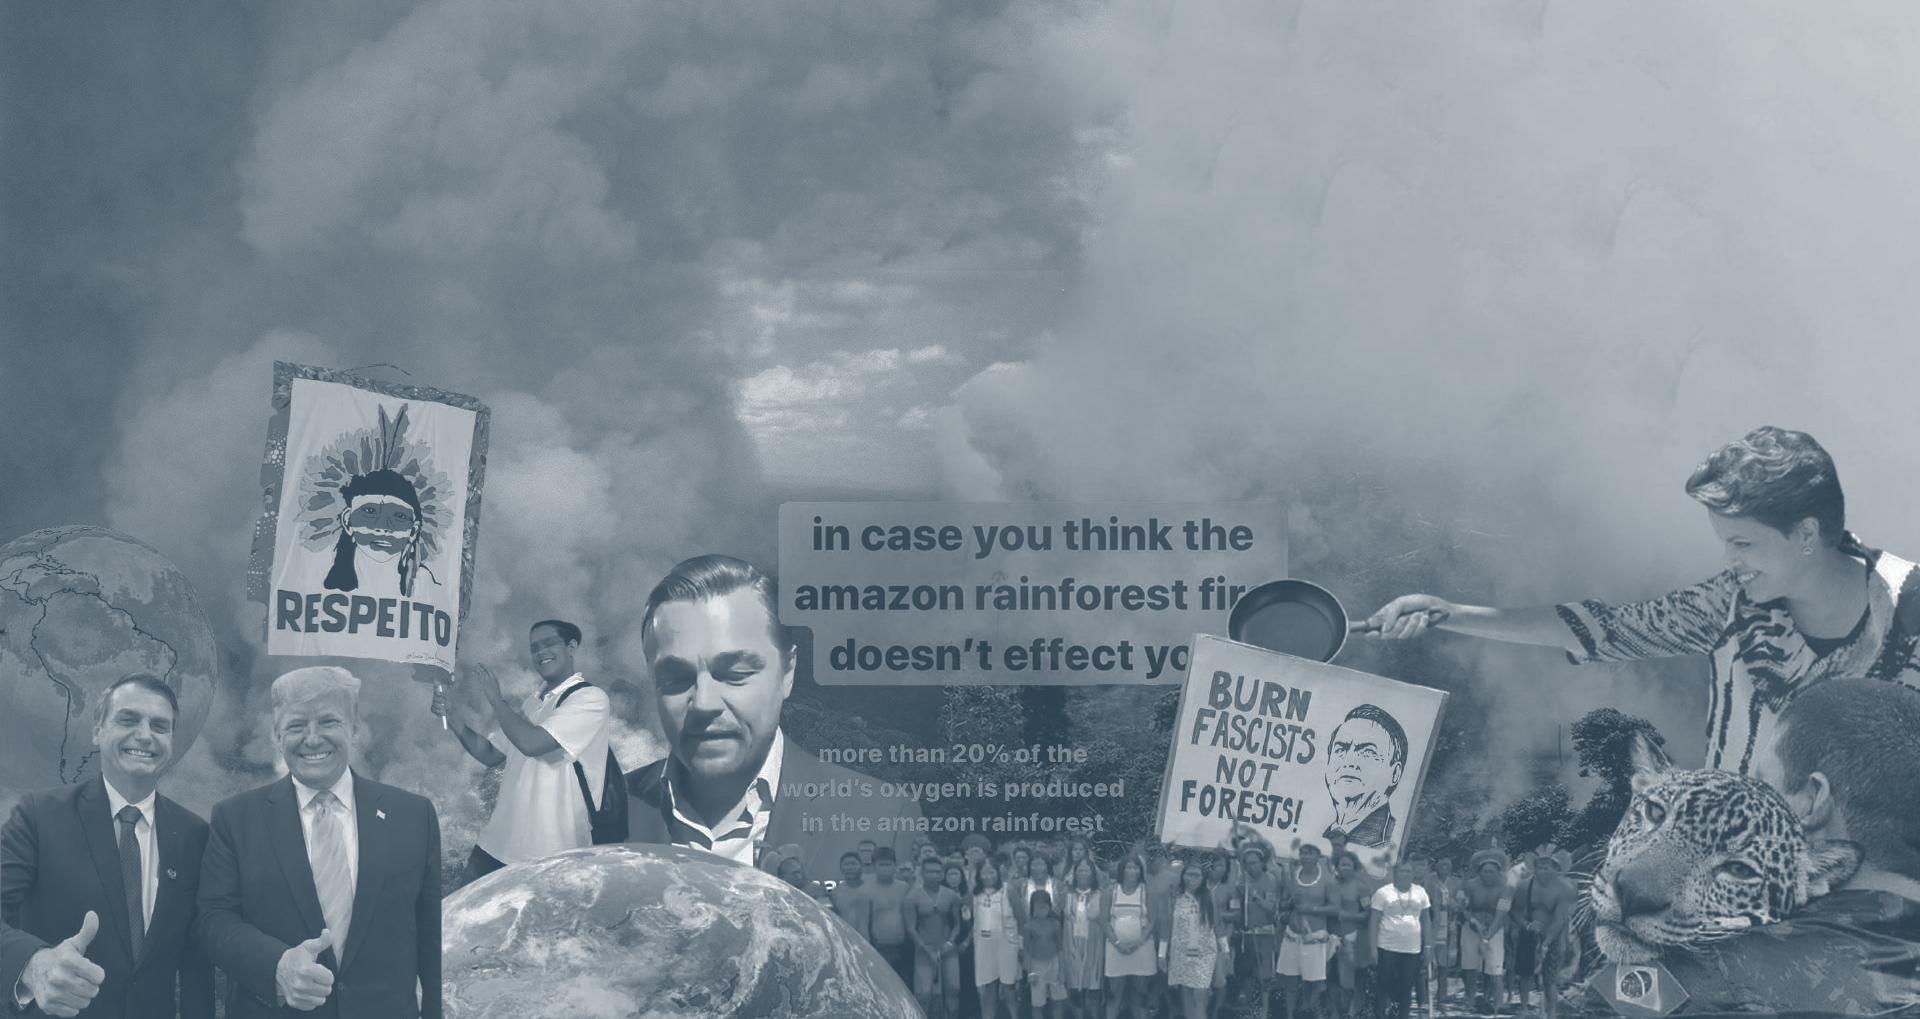 RESPEITO
in case you think the
amazon rainforest fir
doesn't effect yo
more than 20% of the
world's oxygen is produced
in the amazon rainforest
BURN
FASCISTS
NOT
FORESTS!